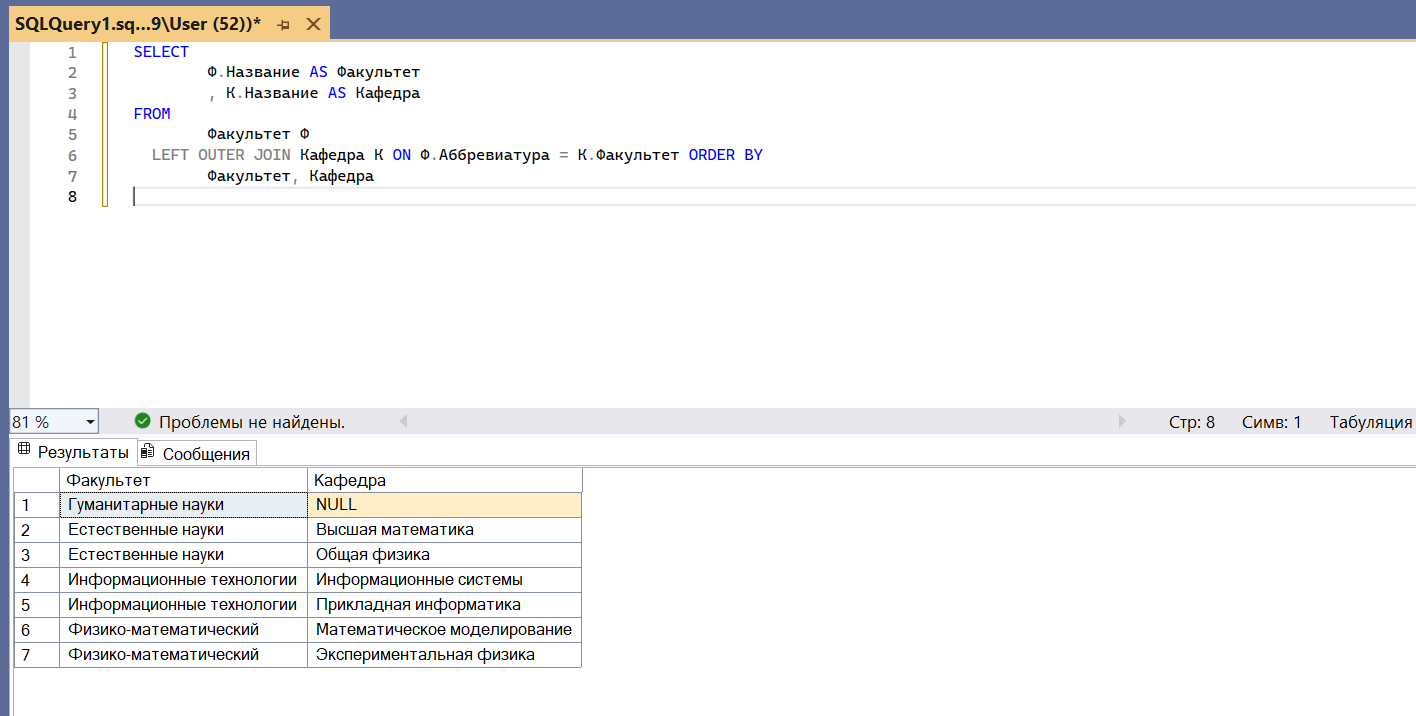 SQLQuery1.sq...9\User (52))*
1 SELECT
2 Ф.Название AS Факультет
3 , К.Название AS Кафедра
4 FROM
5 Факультет Ф
6 LEFT OUTER JOIN Кафедра К ON Ф.Аббревиатура = К.Факультет ORDER BY
7 Факультет, Кафедра
8
81 % Проблемы не найдены. Стр: 8 Симв: 1 Табуляция
Результаты Сообщения
Факультет Кафедра
1 Гуманитарные науки NULL
2 Естественные науки Высшая математика
3 Естественные науки Общая физика
4 Информационные технологии Информационные системы
5 Информационные технологии Прикладная информатика
6 Физико-математический Математическое моделирование
7 Физико-математический Экспериментальная физика